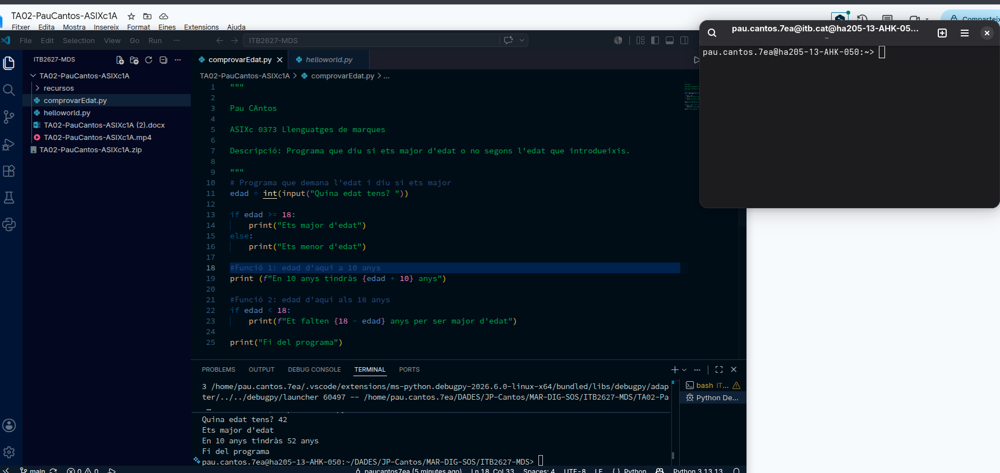 TA02-PauCantos-ASIXc1A
Fitxer Edita Mostra Insereix Format Eines Extensions Ajuda
Comparteix
pau.cantos.7ea@itb.cat@ha205-13-AHK-05...
~
pau.cantos.7ea@ha205-13-AHK-050:~>
File Edit Selection View Go Run ...
ITB2627-MDS
ITB2627-MDS
TA02-PauCantos-ASIXc1A
recursos
comprovarEdat.py
helloworld.py
TA02-PauCantos-ASIXc1A (2).docx
TA02-PauCantos-ASIXc1A.mp4
TA02-PauCantos-ASIXc1A.zip
comprovarEdat.py
helloworld.py
TA02-PauCantos-ASIXc1A > comprovarEdat.py > ...
1 """
2
3 Pau CAntos
4
5 ASIXc 0373 Llenguatges de marques
6
7 Descripció: Programa que diu si ets major d'edat o no segons l'edat que introdueixis.
8
9 """
10 # Programa que demana l'edat i diu si ets major
11 edad = int(input("Quina edat tens? "))
12
13 if edad >= 18:
14 print("Ets major d'edat")
15 else:
16 print("Ets menor d'edat")
17
18 #Funció 1: edad d'aqui a 10 anys
19 print (f"En 10 anys tindràs {edad + 10} anys")
20
21 #Funció 2: edad d'aqui als 18 anys
22 if edad < 18:
23 print(f"Et falten {18 - edad} anys per ser major d'edat")
24
25 print("Fi del programa")
PROBLEMS OUTPUT DEBUG CONSOLE TERMINAL PORTS
3 /home/pau.cantos.7ea/.vscode/extensions/ms-python.debugpy-2026.6.0-linux-x64/bundled/libs/debugpy/adap
ter/../../debugpy/launcher 60497 -- /home/pau.cantos.7ea/DADES/JP-Cantos/MAR-DIG-SOS/ITB2627-MDS/TA02-Pa
…
Quina edat tens? 42
Ets major d'edat
En 10 anys tindràs 52 anys
Fi del programa
pau.cantos.7ea@ha205-13-AHK-050:~/DADES/JP-Cantos/MAR-DIG-SOS/ITB2627-MDS>
bash IT...
Python De...
main 0 0 paucantos7ea (5 minutes ago) Ln 18, Col 33 Spaces: 4 UTF-8 LF {} Python Python 3.13.13